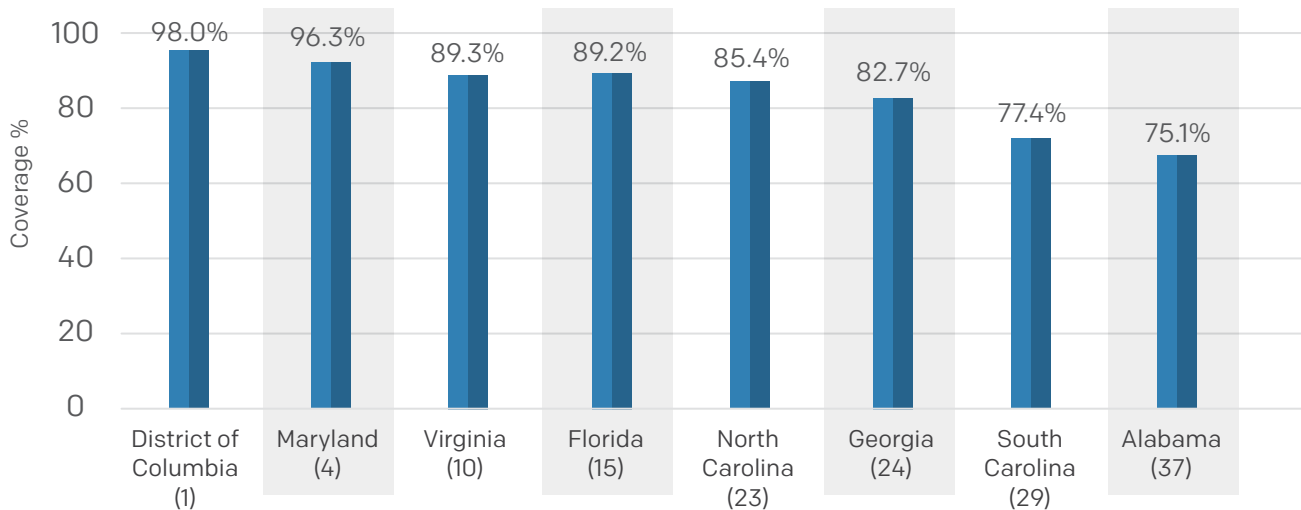 Coverage %
100
80
60
40
20
0
98.0%
96.3%
89.3%
89.2%
85.4%
82.7%
77.4%
75.1%
District of
Columbia
(1)
Maryland
(4)
Virginia
(10)
Florida
(15)
North
Carolina
(23)
Georgia
(24)
South
Carolina
(29)
Alabama
(37)